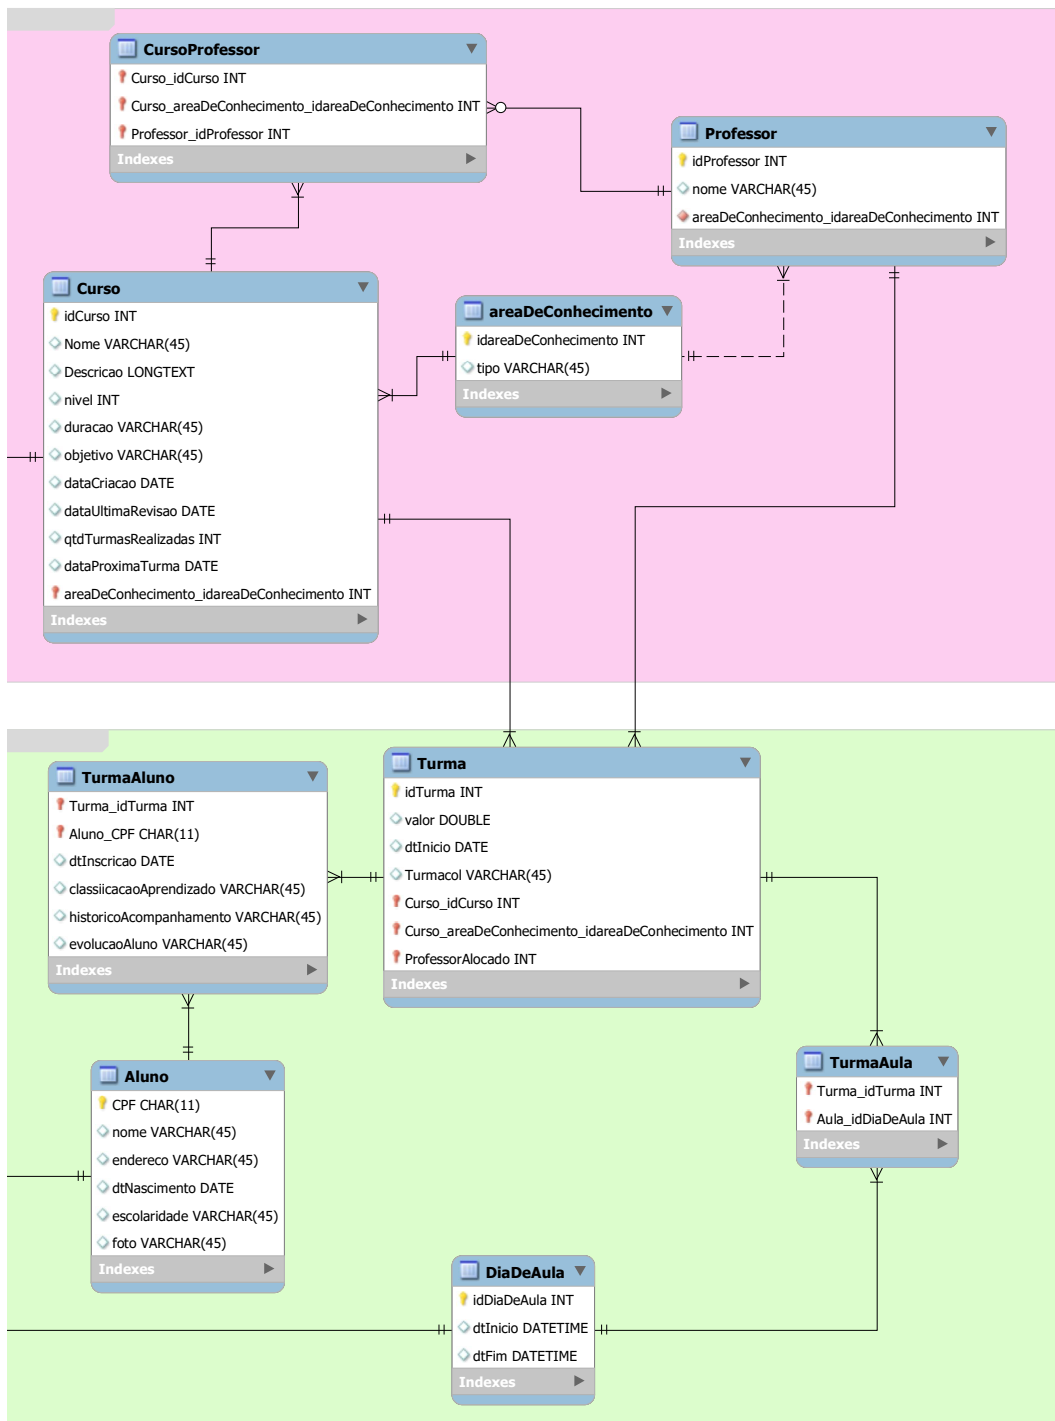 CursoProfessor
Curso_idCurso INT
Curso_areaDeConhecimento_idareaDeConhecimento INT
Professor_idProfessor INT
Indexes
Professor
idProfessor INT
nome VARCHAR(45)
areaDeConhecimento_idareaDeConhecimento INT
Indexes
Curso
idCurso INT
Nome VARCHAR(45)
Descricao LONGTEXT
nivel INT
duracao VARCHAR(45)
objetivo VARCHAR(45)
dataCriacao DATE
dataUltimaRevisao DATE
qtdTurmasRealizadas INT
dataProximaTurma DATE
areaDeConhecimento_idareaDeConhecimento INT
Indexes
areaDeConhecimento
idareaDeConhecimento INT
tipo VARCHAR(45)
Indexes
TurmaAluno
Turma_idTurma INT
Aluno_CPF CHAR(11)
dtInscricao DATE
classiicacaoAprendizado VARCHAR(45)
historicoAcompanhamento VARCHAR(45)
evolucaoAluno VARCHAR(45)
Indexes
Turma
idTurma INT
valor DOUBLE
dtInicio DATE
Turmacol VARCHAR(45)
Curso_idCurso INT
Curso_areaDeConhecimento_idareaDeConhecimento INT
ProfessorAlocado INT
Indexes
Aluno
CPF CHAR(11)
nome VARCHAR(45)
endereco VARCHAR(45)
dtNascimento DATE
escolaridade VARCHAR(45)
foto VARCHAR(45)
Indexes
TurmaAula
Turma_idTurma INT
Aula_idDiaDeAula INT
Indexes
DiaDeAula
idDiaDeAula INT
dtInicio DATETIME
dtFim DATETIME
Indexes